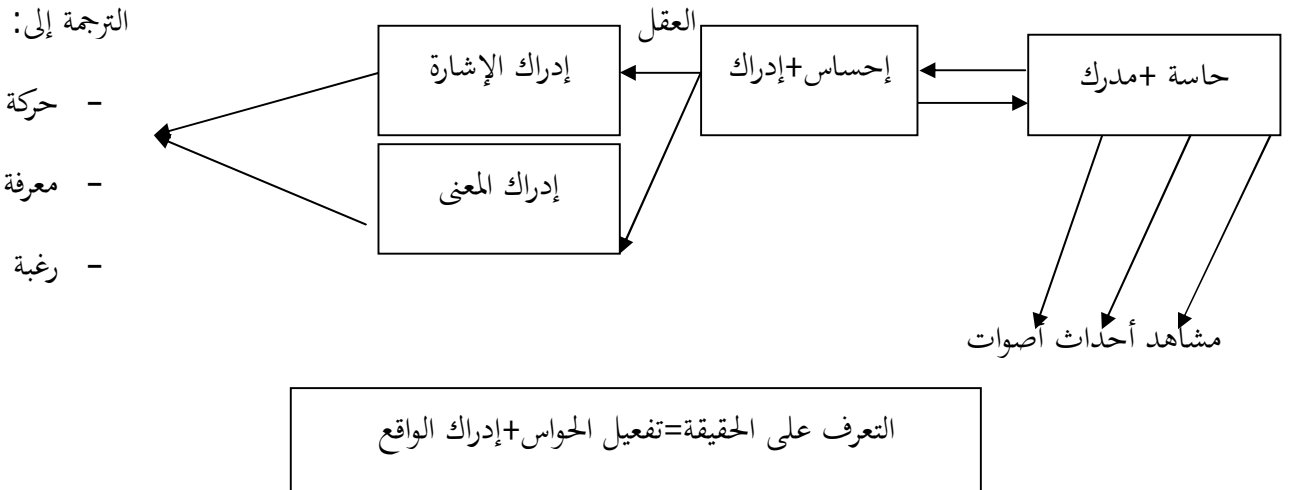 العقل
الترجمة إلى:
حاسة +مدرك
إحساس+إدراك
إدراك الإشارة
- حركة
إدراك المعنى
- معرفة
- رغبة
مشاهد أحداث أصوات
التعرف على الحقيقة=تفعيل الحواس+إدراك الواقع